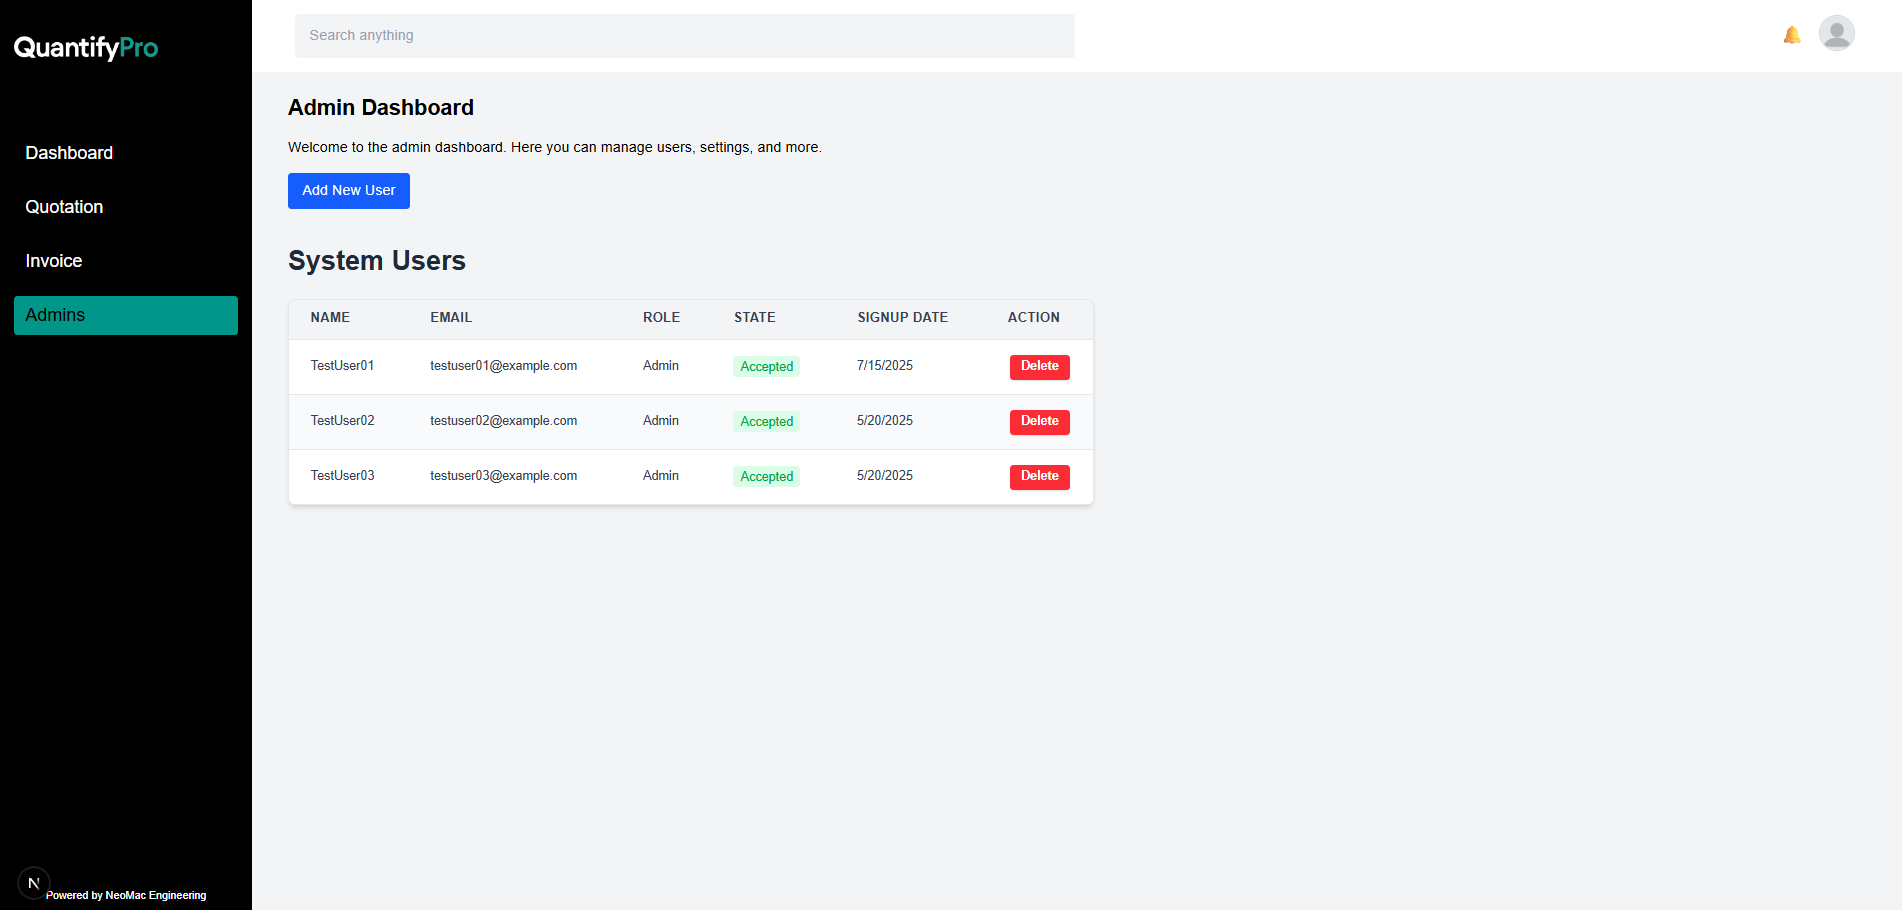 QuantifyPro
Search anything
Dashboard
Quotation
Invoice
Admins
Admin Dashboard
Welcome to the admin dashboard. Here you can manage users, settings, and more.
Add New User
System Users
NAME EMAIL ROLE STATE SIGNUP DATE ACTION
TestUser01 testuser01@example.com Admin Accepted 7/15/2025 Delete
TestUser02 testuser02@example.com Admin Accepted 5/20/2025 Delete
TestUser03 testuser03@example.com Admin Accepted 5/20/2025 Delete
N
Powered by NeoMac Engineering